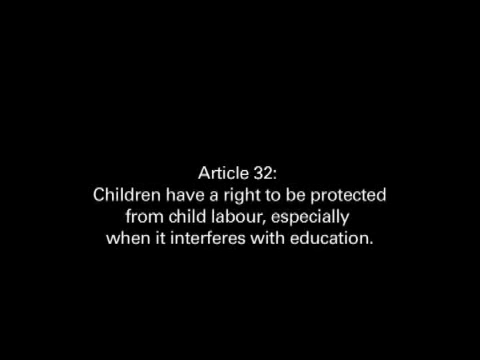 Article 32:
Children have a right to be protected
from child labour, especially
when it interferes with education.